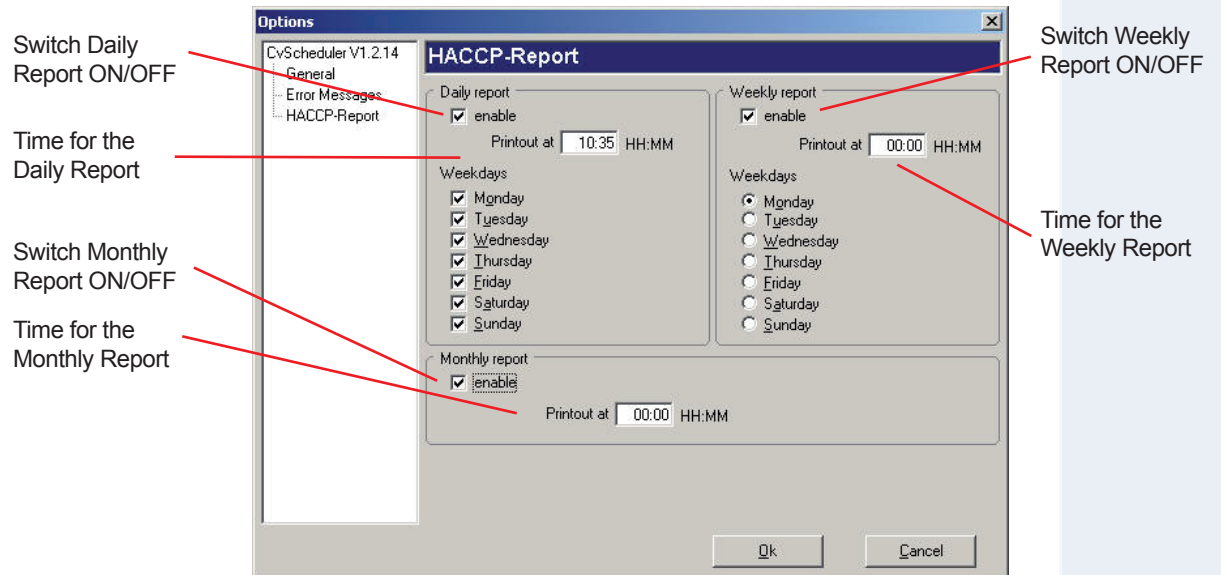 Options
Switch Daily
Report ON/OFF
Time for the
Daily Report
Switch Monthly
Report ON/OFF
Time for the
Monthly Report
CvScheduler V1.2.14
General
Error Messages
HACCP-Report
HACCP-Report
Daily report
enable
Printout at 10:35 HH:MM
Weekdays
Monday
Tuesday
Wednesday
Thursday
Friday
Saturday
Sunday
Weekly report
enable
Printout at 00:00 HH:MM
Weekdays
Monday
Tuesday
Wednesday
Thursday
Friday
Saturday
Sunday
Monthly report
enable
Printout at 00:00 HH:MM
Ok
Cancel
Switch Weekly
Report ON/OFF
Time for the
Weekly Report